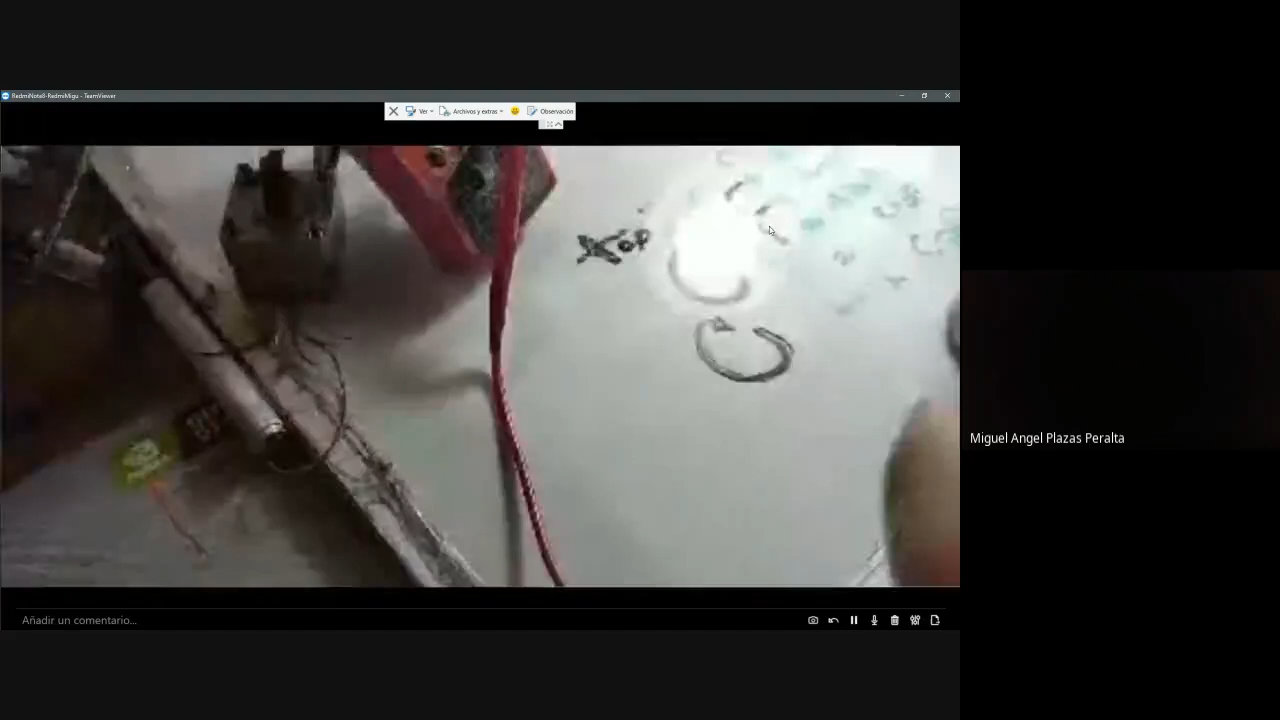 RedmiNote8-RedmiMigu - TeamViewer
Ver
Archivos y extras
Observación
Miguel Angel Plazas Peralta
Añadir un comentario...